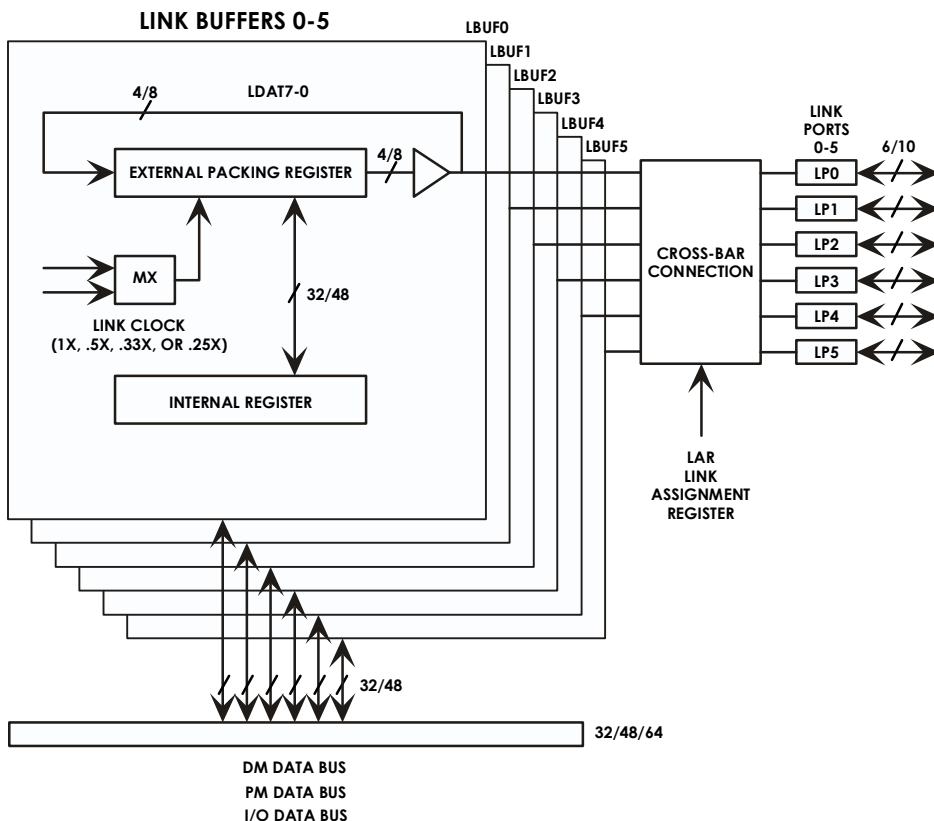 LINK BUFFERS 0-5
LBUF0
LBUF1
LBUF2
LBUF3
LBUF4
LBUF5
4/8
LDAT7-0
EXTERNAL PACKING REGISTER
4/8
MX
32/48
LINK CLOCK
(1X, .5X, .33X, OR .25X)
INTERNAL REGISTER
CROSS-BAR
CONNECTION
LINK
PORTS
0-5
6/10
LP0
LP1
LP2
LP3
LP4
LP5
LAR
LINK
ASSIGNMENT
REGISTER
32/48
32/48/64
DM DATA BUS
PM DATA BUS
I/O DATA BUS